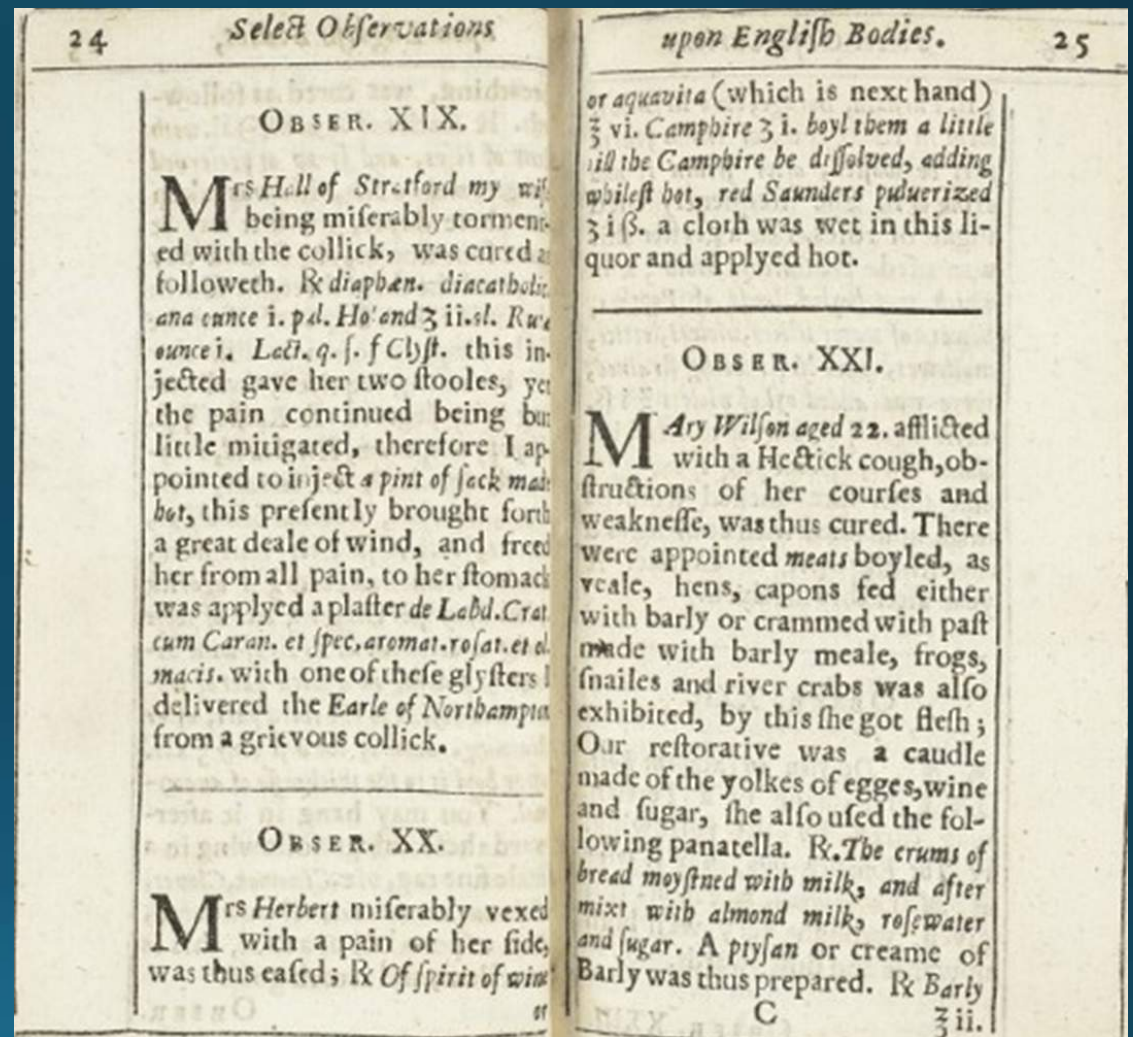 24
Select Obſervations
OBSER. XIX.
Mrs Hall of Stratford my wife
being miſerably torment-
ed with the collick, was cured as
followeth. ℞ diaphæn. diacatholic.
ana ounce i. pul. Holand ʒ ii. ol. Rutæ
ounce i. Lact. q. ſ. f Clyſt. this in-
jected gave her two ſtooles, yet
the pain continued being but
little mitigated, therefore I ap-
pointed to inject a pint of ſack made
hot, this preſently brought forth
a great deale of wind, and freed
her from all pain, to her ſtomach
was applyed a plaſter de Labd. Crat.
cum Caran. et ſpec. aromat. roſat. et ol.
macis. with one of theſe glyſters I
delivered the Earle of Northampton
from a grievous collick.
OBSER. XX.
Mrs Herbert miſerably vexed
with a pain of her ſide,
was thus eaſed; ℞ Of ſpirit of wine
or
upon Engliſh Bodies.
25
or aquavita (which is next hand)
℥ vi. Camphire ʒ i. boyl them a little
till the Camphire be diſſolved, adding
whileſt hot, red Saunders pulverized
ʒ i ß. a cloth was wet in this li-
quor and applyed hot.
OBSER. XXI.
MAry Wilſon aged 22. afflicted
with a Hectick cough, ob-
ſtructions of her courſes and
weakneſſe, was thus cured. There
were appointed meats boyled, as
veale, hens, capons fed either
with barly or crammed with paſt
made with barly meale, frogs,
ſnailes and river crabs was alſo
exhibited, by this ſhe got fleſh;
Our reſtorative was a caudle
made of the yolkes of egges, wine
and ſugar, ſhe alſo uſed the fol-
lowing panatella. ℞. The crums of
bread moyſtned with milk, and after
mixt with almond milk, roſewater
and ſugar. A ptyſan or creame of
Barly was thus prepared. ℞ Barly
C
℥ ii.